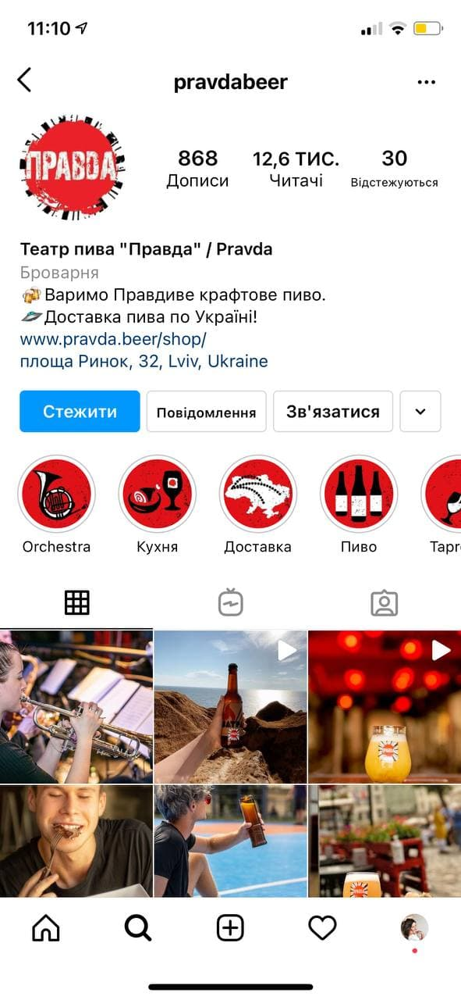 11:10
pravdabeer
ПРАВДА
868
12,6 ТИС.
30
Дописи
Читачі
Відстежуються
Театр пива "Правда" / Pravda
Броварня
🍻Варимо Правдиве крафтове пиво.
🛸Доставка пива по Україні!
www.pravda.beer/shop/
площа Ринок, 32, Lviv, Ukraine
Стежити
Повідомлення
Зв'язатися
Orchestra
Кухня
Доставка
Пиво
ПРАВДА